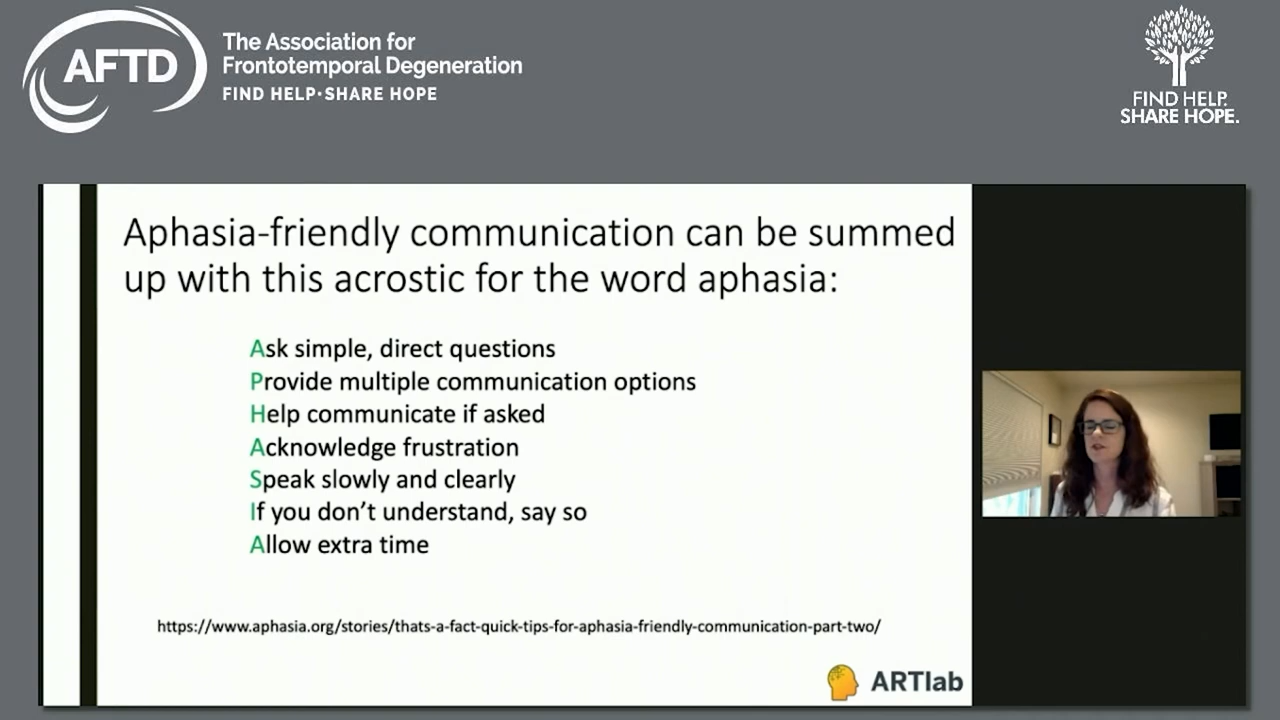 AFTD
The Association for
Frontotemporal Degeneration
FIND HELP•SHARE HOPE
FIND HELP.
SHARE HOPE.
Aphasia-friendly communication can be summed
up with this acrostic for the word aphasia:
Ask simple, direct questions
Provide multiple communication options
Help communicate if asked
Acknowledge frustration
Speak slowly and clearly
If you don’t understand, say so
Allow extra time
https://www.aphasia.org/stories/thats-a-fact-quick-tips-for-aphasia-friendly-communication-part-two/
ARTlab